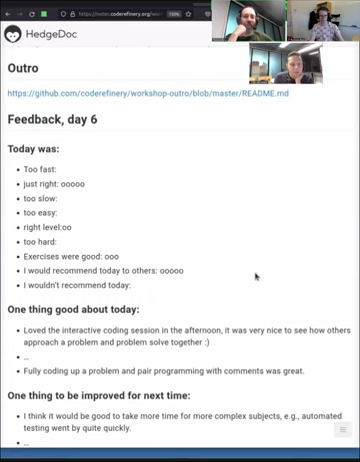 https://notes.coderefinery.org/
HedgeDoc
Outro
https://github.com/coderefinery/workshop-outro/blob/master/README.md
Feedback, day 6
Today was:
• Too fast:
• just right: ooooo
• too slow:
• too easy:
• right level:oo
• too hard:
• Exercises were good: ooo
• I would recommend today to others: ooooo
• I wouldn't recommend today:
One thing good about today:
• Loved the interactive coding session in the afternoon, it was very nice to see how others
approach a problem and problem solve together :)
• ...
• Fully coding up a problem and pair programming with comments was great.
One thing to be improved for next time:
• I think it would be good to take more time for more complex subjects, e.g., automated
testing went by quite quickly.
• ...